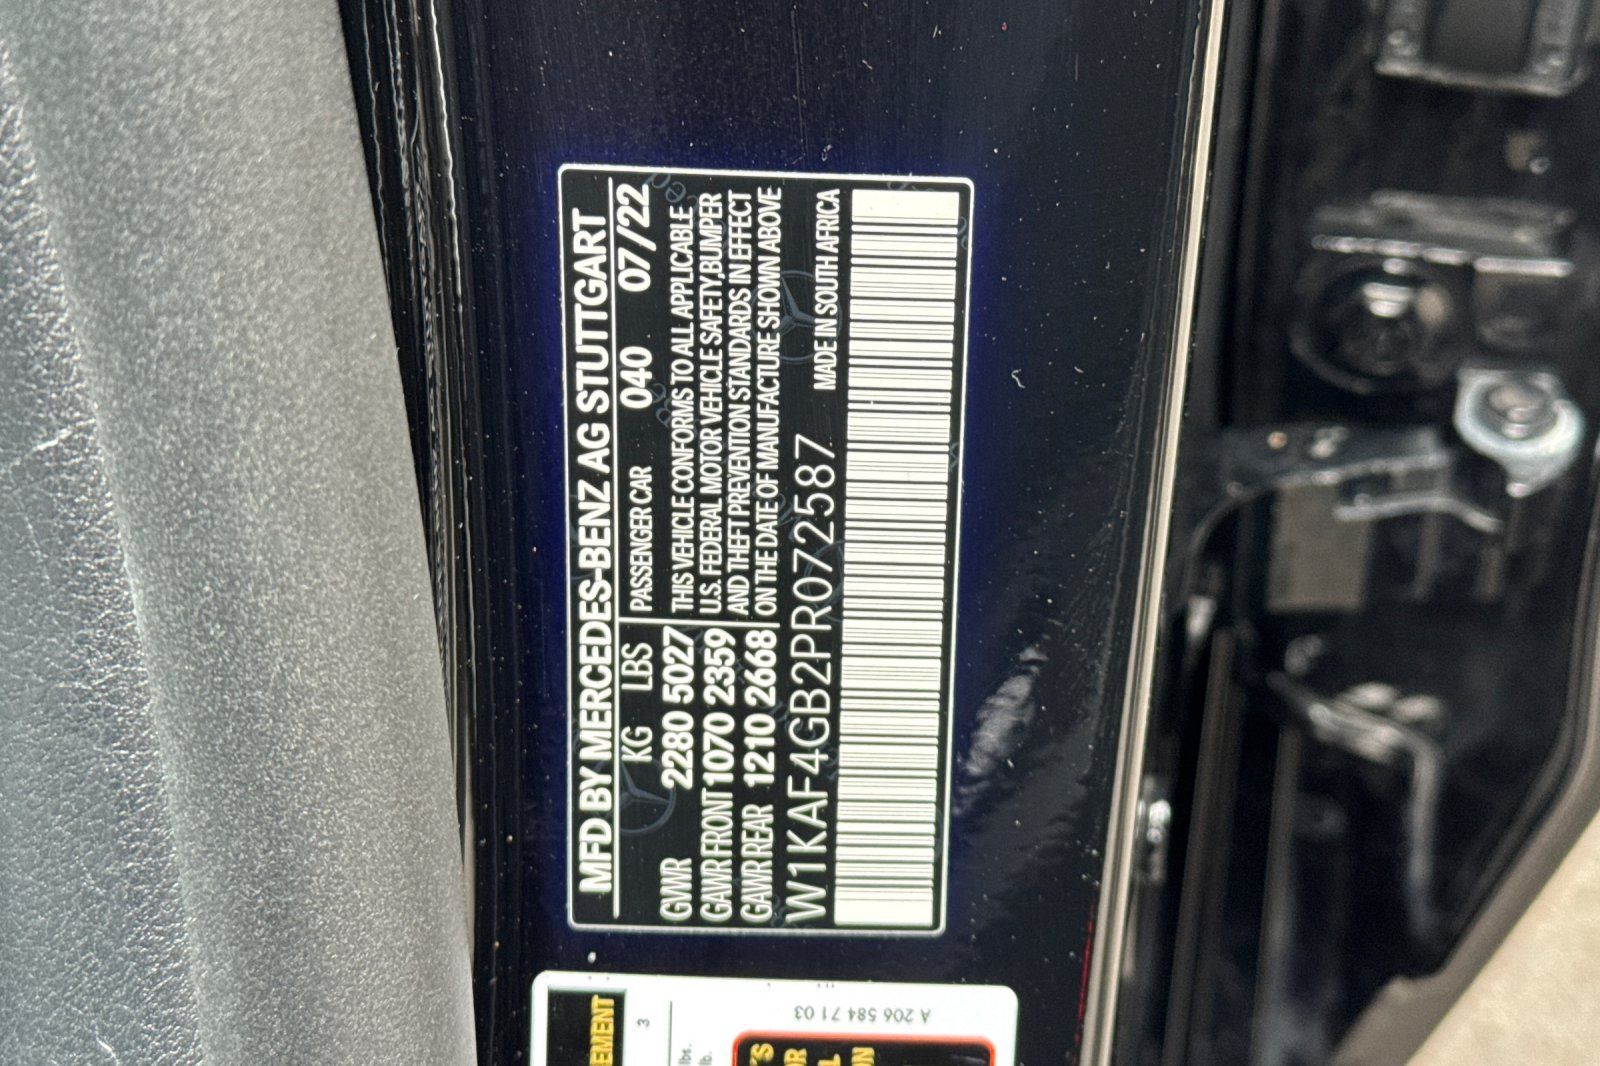 MFD BY MERCEDES-BENZ AG STUTTGART
KG LBS PASSENGER CAR 040 07/22
GVWR 2280 5027 THIS VEHICLE CONFORMS TO ALL APPLICABLE
GAWR FRONT 1070 2359 U.S. FEDERAL MOTOR VEHICLE SAFETY,BUMPER
GAWR REAR 1210 2668 AND THEFT PREVENTION STANDARDS IN EFFECT
ON THE DATE OF MANUFACTURE SHOWN ABOVE
W1KAF4GB2PR072587 MADE IN SOUTH AFRICA
A 206 584 71 03
3
lbs.
lb.